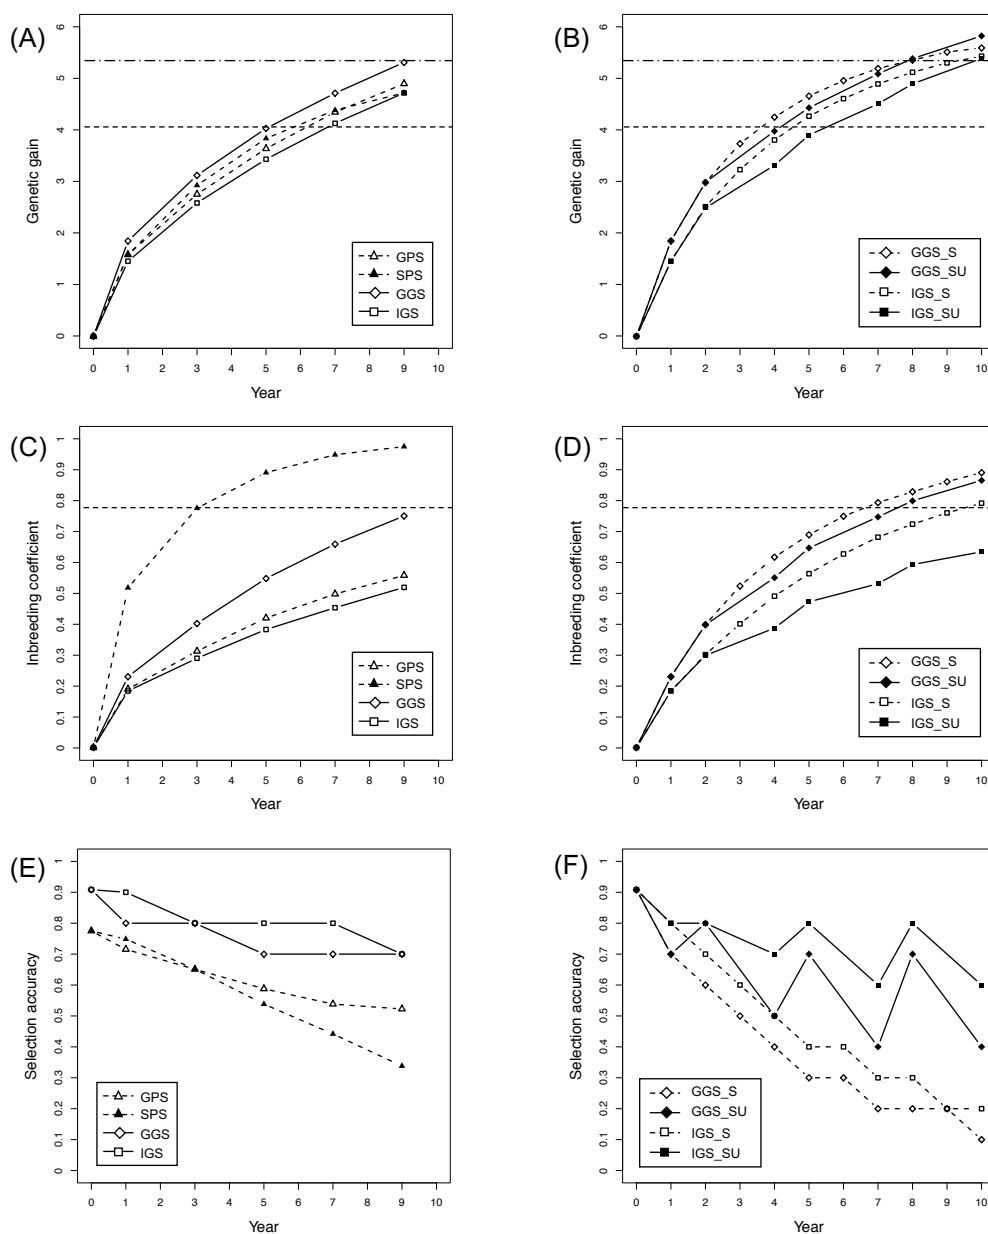 (A)
Genetic gain
6
5
4
3
2
1
0
GPS
SPS
GGS
IGS
0 1 2 3 4 5 6 7 8 9 10
Year
(B)
Genetic gain
6
5
4
3
2
1
0
GGS_S
GGS_SU
IGS_S
IGS_SU
0 1 2 3 4 5 6 7 8 9 10
Year
(C)
Inbreeding coefficient
1
0.9
0.8
0.7
0.6
0.5
0.4
0.3
0.2
0.1
0
GPS
SPS
GGS
IGS
0 1 2 3 4 5 6 7 8 9 10
Year
(D)
Inbreeding coefficient
1
0.9
0.8
0.7
0.6
0.5
0.4
0.3
0.2
0.1
0
GGS_S
GGS_SU
IGS_S
IGS_SU
0 1 2 3 4 5 6 7 8 9 10
Year
(E)
Selection accuracy
1
0.9
0.8
0.7
0.6
0.5
0.4
0.3
0.2
0.1
0
GPS
SPS
GGS
IGS
0 1 2 3 4 5 6 7 8 9 10
Year
(F)
Selection accuracy
1
0.9
0.8
0.7
0.6
0.5
0.4
0.3
0.2
0.1
0
GGS_S
GGS_SU
IGS_S
IGS_SU
0 1 2 3 4 5 6 7 8 9 10
Year